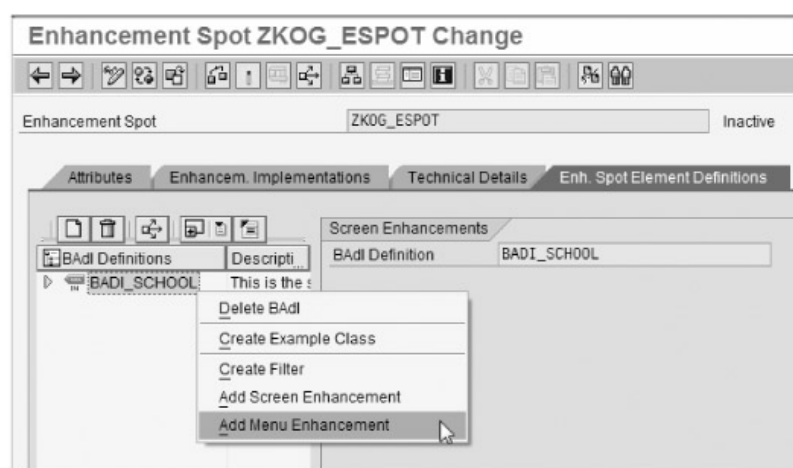 Enhancement Spot ZKOG_ESPOT Change
Enhancement Spot ZKOG_ESPOT Inactive
Attributes Enhancem. Implementations Technical Details Enh. Spot Element Definitions
Screen Enhancements
BAdI Definitions Descripti... BAdI Definition BADI_SCHOOL
BADI_SCHOOL This is the s
Delete BAdI
Create Example Class
Create Filter
Add Screen Enhancement
Add Menu Enhancement